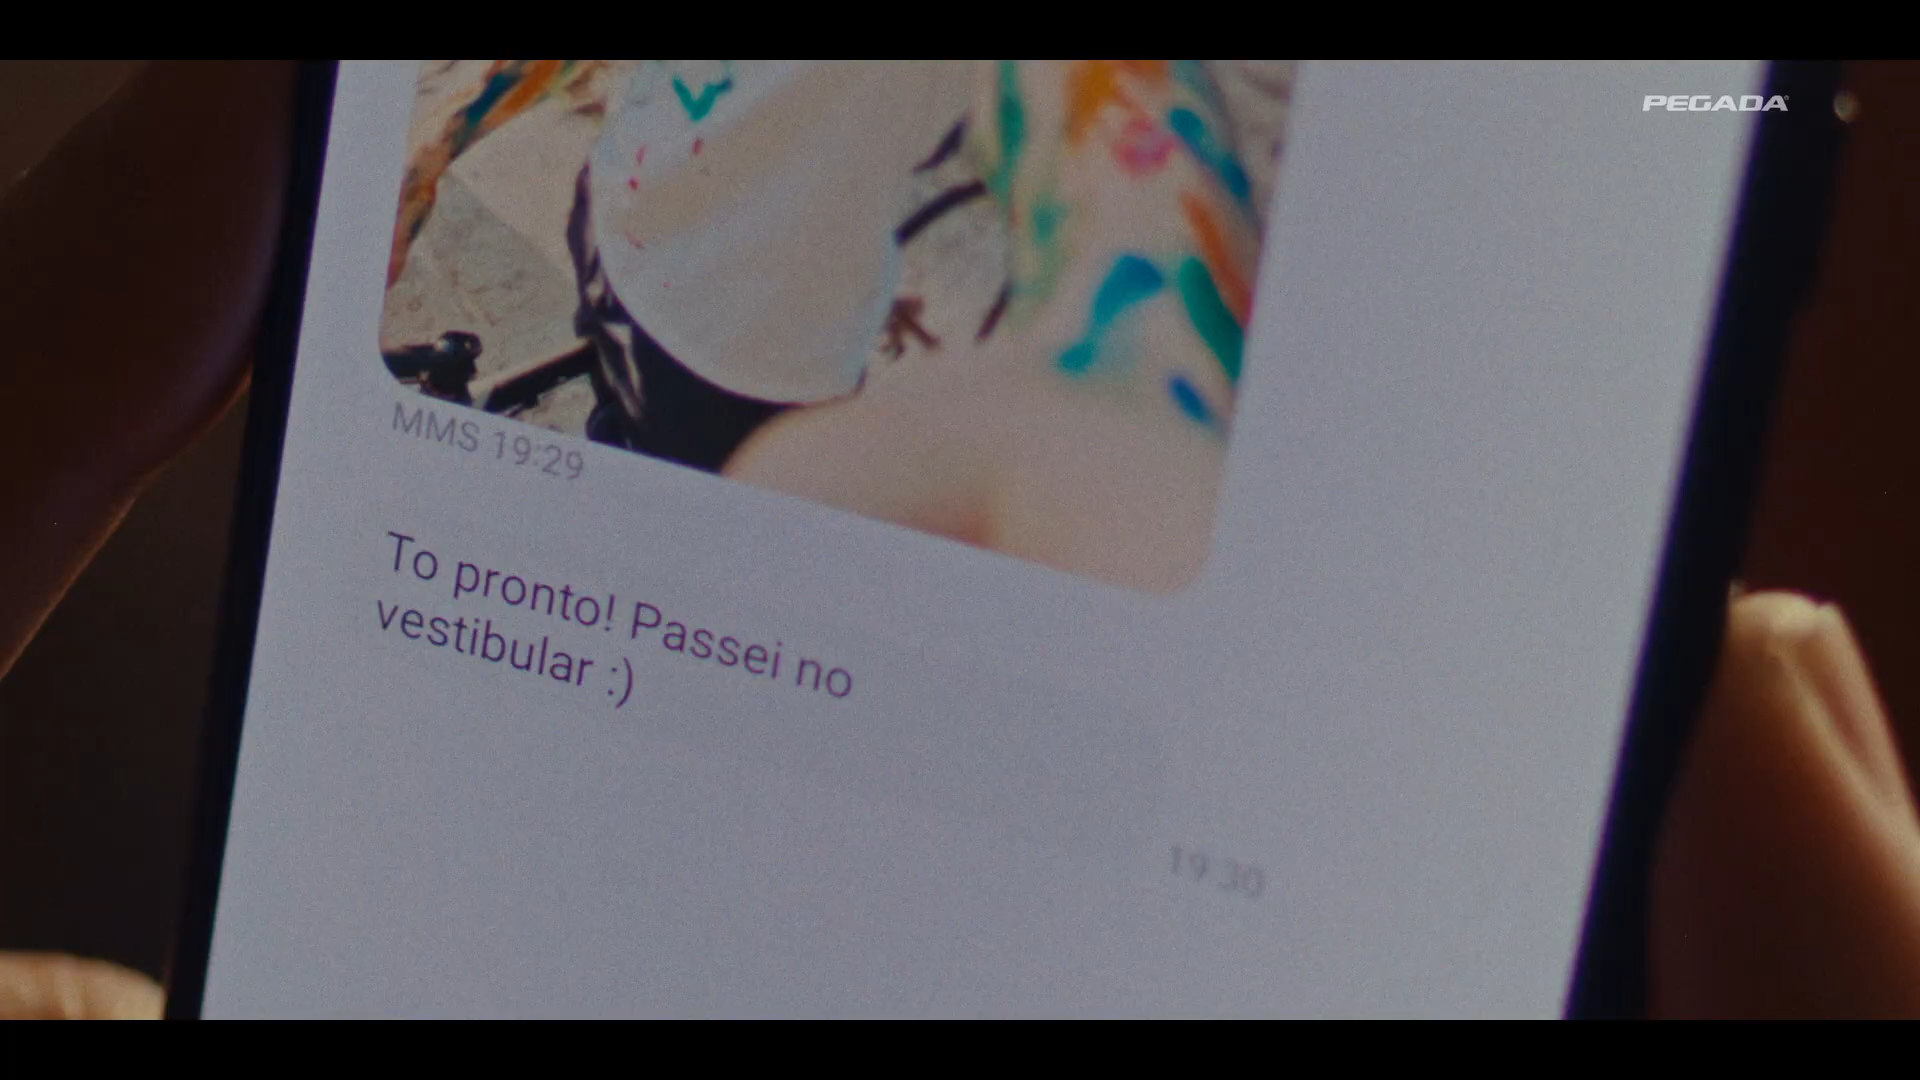 PEGADA
MMS 19:29
To pronto! Passei no
vestibular :)
19:30